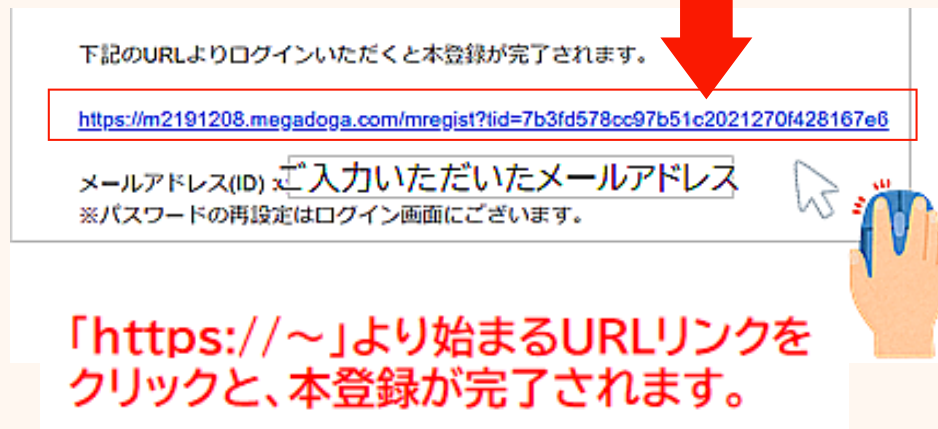 下記のURLよりログインいただくと本登録が完了されます。
https://m2191208.megadoga.com/mregist?tid=7b3fd578cc97b51c2021270f428167e6
メールアドレス(ID) : ご入力いただいたメールアドレス
※パスワードの再設定はログイン画面にございます。
「https://～」より始まるURLリンクを
クリックと、本登録が完了されます。